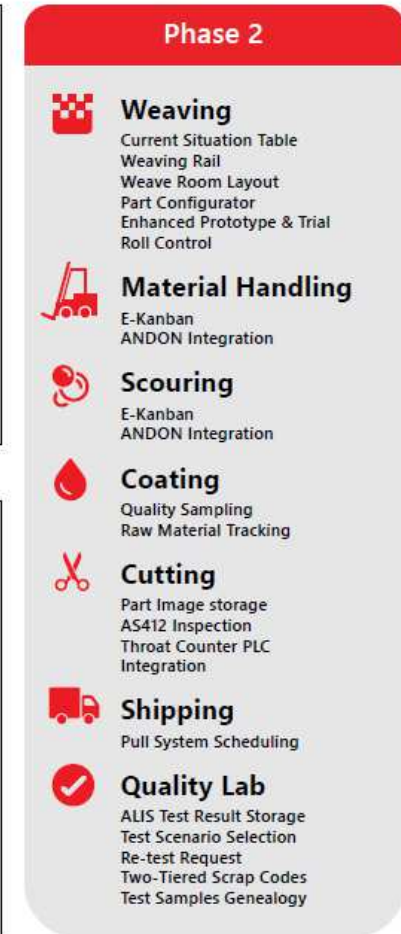 Phase 2
Weaving
Current Situation Table
Weaving Rail
Weave Room Layout
Part Configurator
Enhanced Prototype & Trial
Roll Control
Material Handling
E-Kanban
ANDON Integration
Scouring
E-Kanban
ANDON Integration
Coating
Quality Sampling
Raw Material Tracking
Cutting
Part Image storage
AS412 Inspection
Throat Counter PLC
Integration
Shipping
Pull System Scheduling
Quality Lab
ALIS Test Result Storage
Test Scenario Selection
Re-test Request
Two-Tiered Scrap Codes
Test Samples Genealogy